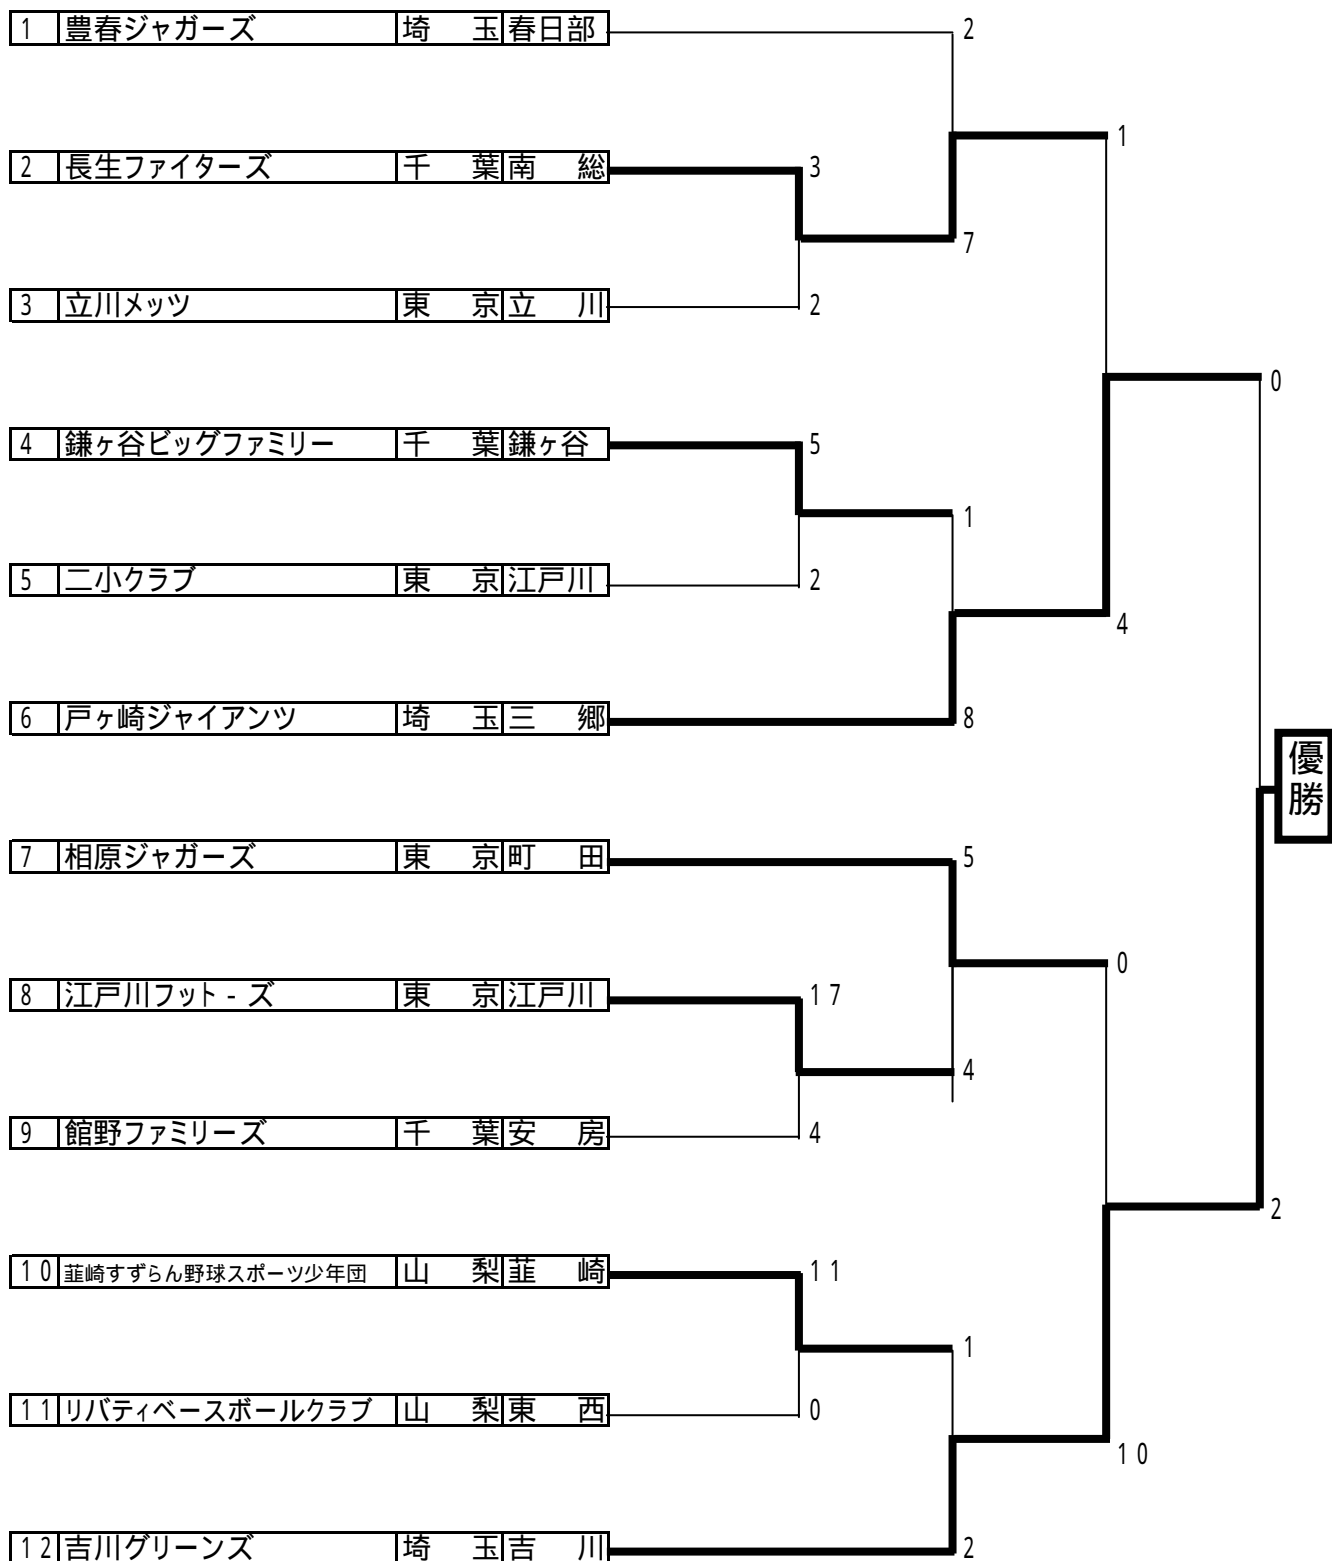 1 豊春ジャガーズ 埼 玉 春日部 2
1
2 長生ファイターズ 千 葉 南 総 3
7
3 立川メッツ 東 京 立 川 2
0
4 鎌ヶ谷ビッグファミリー 千 葉 鎌ヶ谷 5
1
5 二小クラブ 東 京 江戸川 2
4
6 戸ヶ崎ジャイアンツ 埼 玉 三 郷 8
優勝
7 相原ジャガーズ 東 京 町 田 5
0
8 江戸川フット-ズ 東 京 江戸川 17
4
9 館野ファミリーズ 千 葉 安 房 4
2
10 韮崎すずらん野球スポーツ少年団 山 梨 韮 崎 11
1
11 リバティベースボールクラブ 山 梨 東 西 0
10
12 吉川グリーンズ 埼 玉 吉 川 2